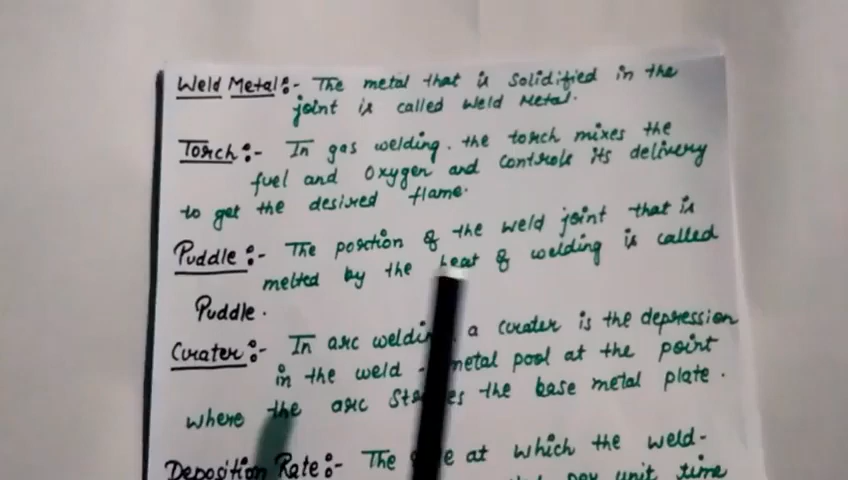 Weld Metal:- The metal that is solidified in the
joint is called weld metal.
Torch:- In gas welding. the torch mixes the
fuel and oxygen and controls its delivery
to get the desired flame.
Puddle:- The portion of the weld joint that is
melted by the heat of welding is called
Puddle.
Curater:- In arc welding a curater is the depression
in the weld - metal pool at the point
where the arc the base metal plate.
Deposition Rate:- The at which the weld-
per unit time